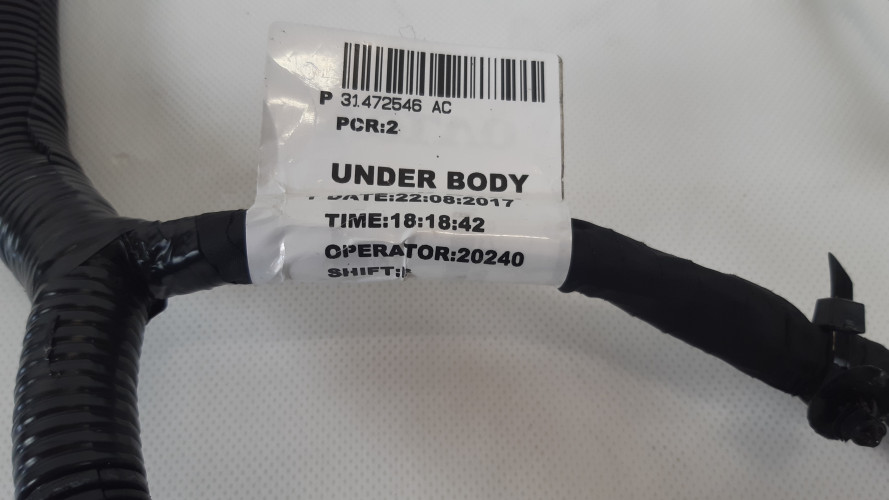 P 31472546 AC
PCR:2
UNDER BODY
DATE:22:08:2017
TIME:18:18:42
OPERATOR:20240
SHIFT: